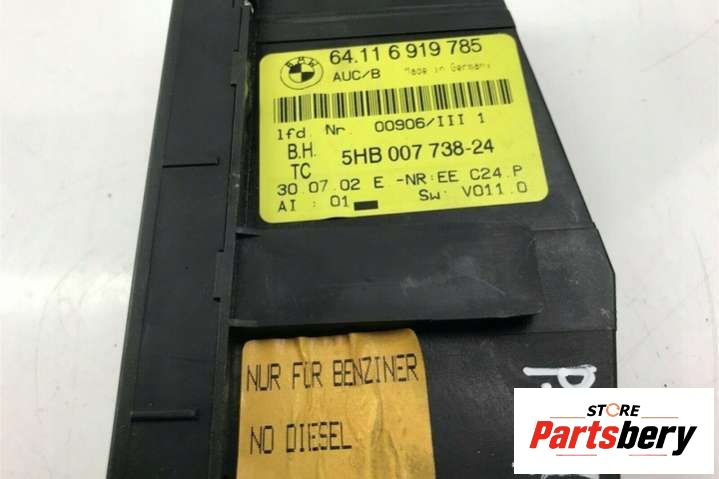 BMW
64.11 6 919 785
AUC/B Made in Germany
lfd. Nr. 00906/III 1
B.H. 5HB 007 738-24
TC
30.07.02 E -NR:EE C24.P
AI : 01 Sw: V011.0
NUR FÜR BENZINER
NO DIESEL
STORE
Partsbery